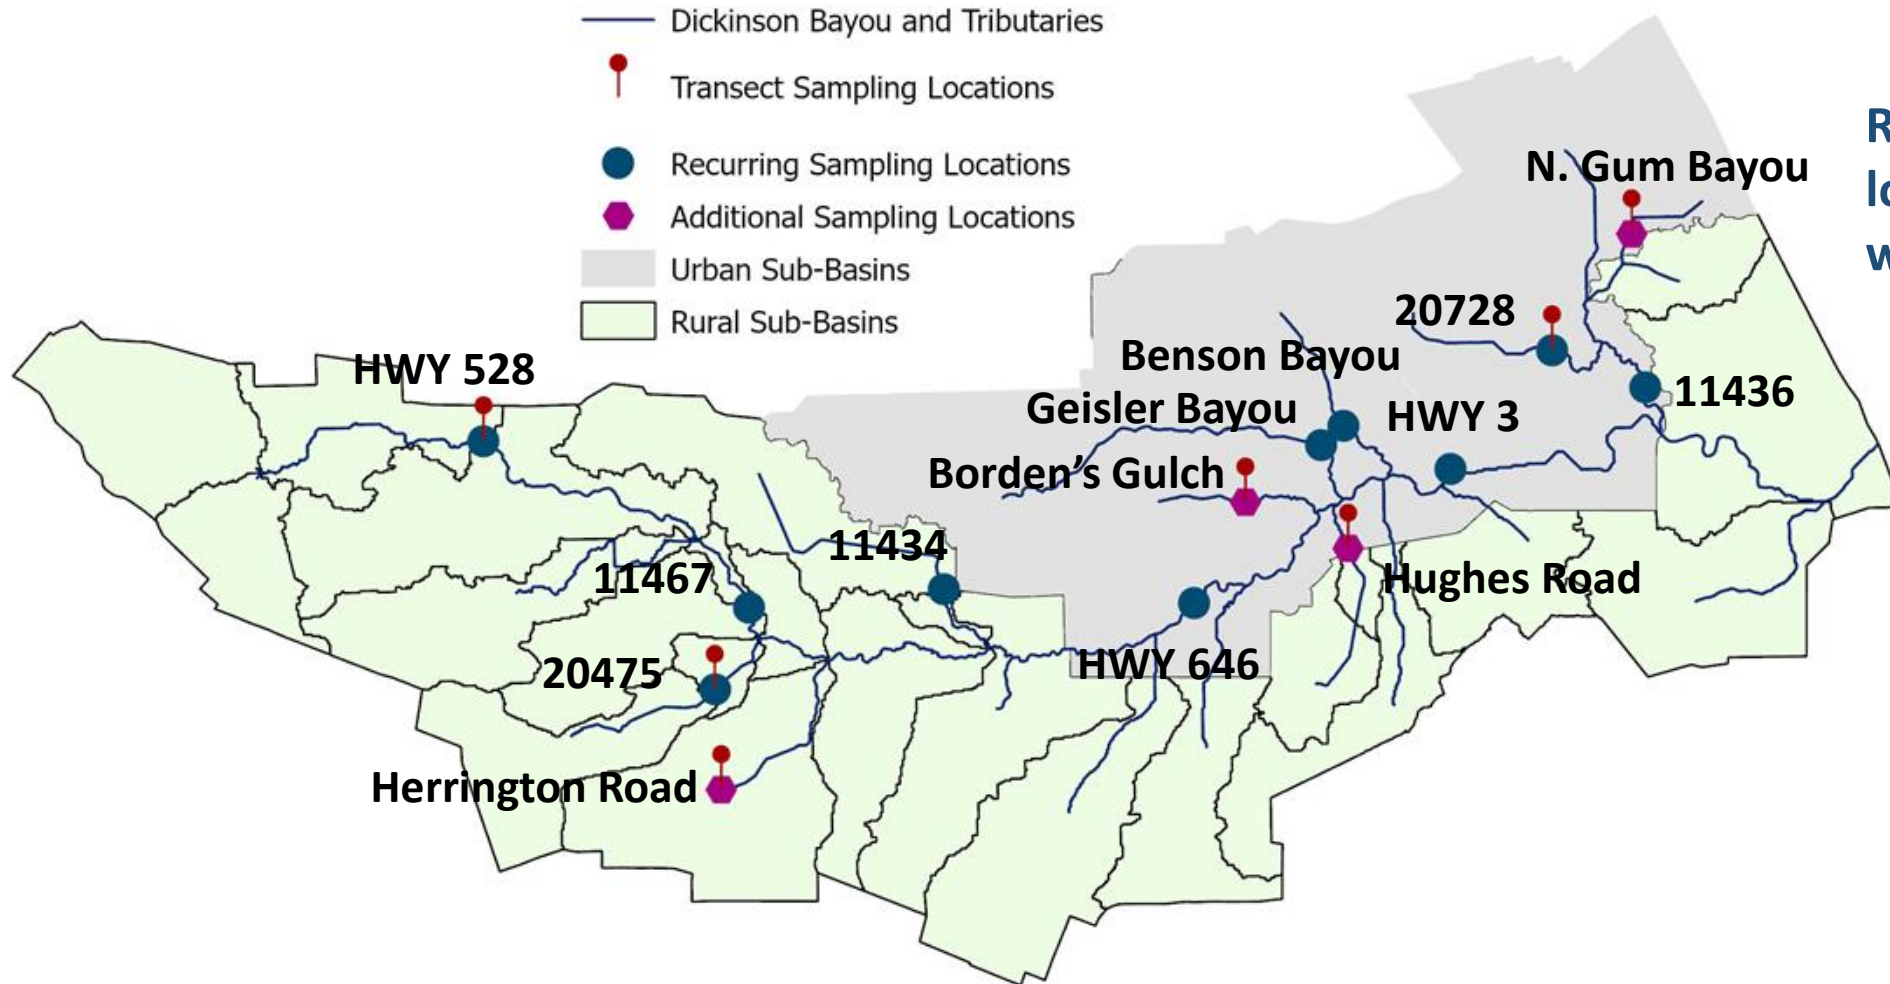 Dickinson Bayou and Tributaries
Transect Sampling Locations
Recurring Sampling Locations
Additional Sampling Locations
Urban Sub-Basins
Rural Sub-Basins
N. Gum Bayou
20728
Benson Bayou
HWY 528
11436
Geisler Bayou
HWY 3
Borden’s Gulch
11434
11467
Hughes Road
20475
HWY 646
Herrington Road